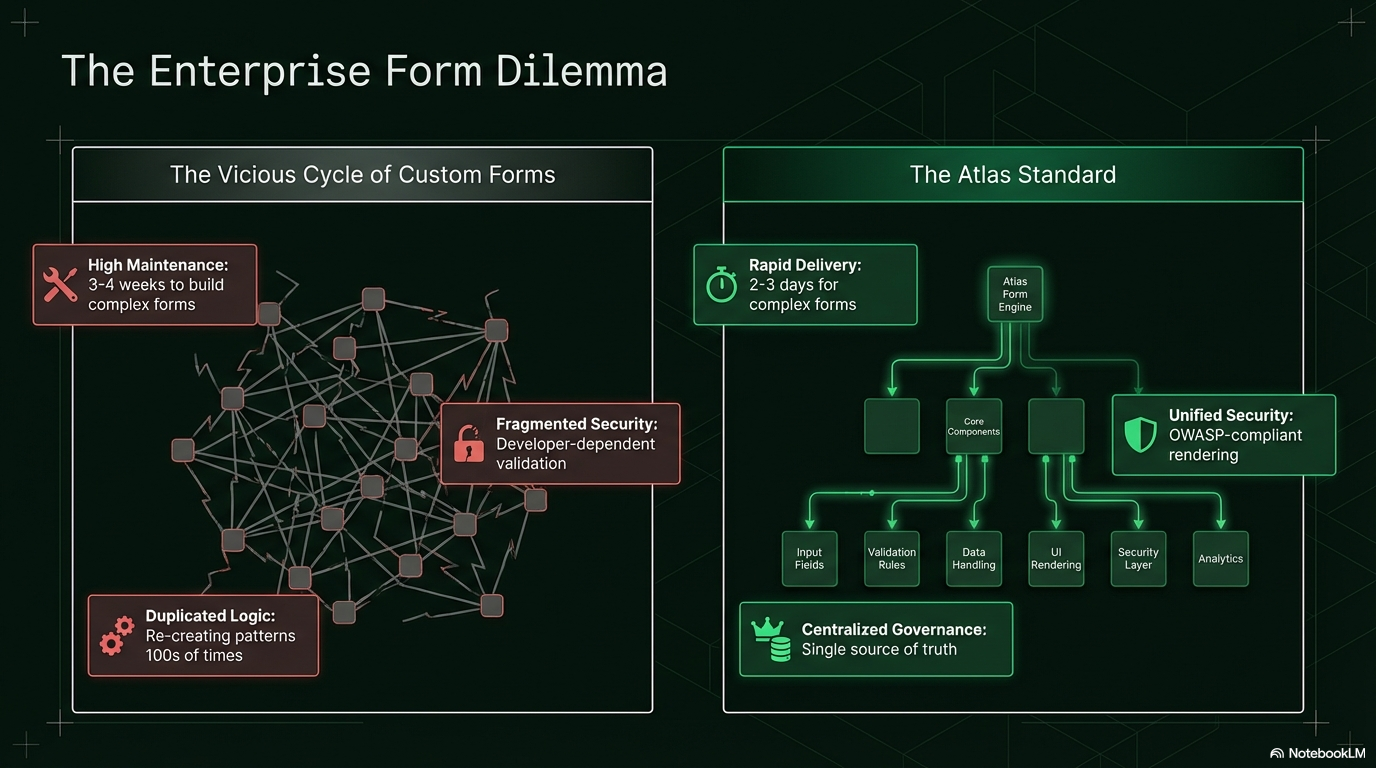 The Enterprise Form Dilemma
The Vicious Cycle of Custom Forms
High Maintenance:
3-4 weeks to build
complex forms
Fragmented Security:
Developer-dependent
validation
Duplicated Logic:
Re-creating patterns
100s of times
The Atlas Standard
Rapid Delivery:
2-3 days for
complex forms
Atlas
Form
Engine
Core
Components
Unified Security:
OWASP-compliant
rendering
Input
Fields
Validation
Rules
Data
Handling
UI
Rendering
Security
Layer
Analytics
Centralized Governance:
Single source of truth
NotebookLM